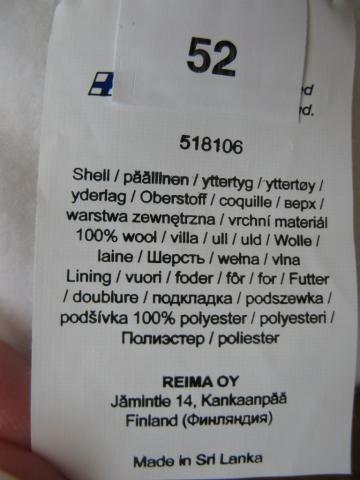 52
ed
ed.
518106
Shell / päällinen / yttertyg / yttertøy /
yderlag / Oberstoff / coquille / верх /
warstwa zewnętrzna / vrchní materiál
100% wool / villa / ull / uld / Wolle /
laine / Шерсть / wełna / vlna
Lining / vuori / foder / fôr / for / Futter
/ doublure / подкладка / podszewka /
podšívka 100% polyester / polyesteri /
Полиэстер / poliester
REIMA OY
Jämintie 14, Kankaanpää
Finland (Финляндия)
Made in Sri Lanka